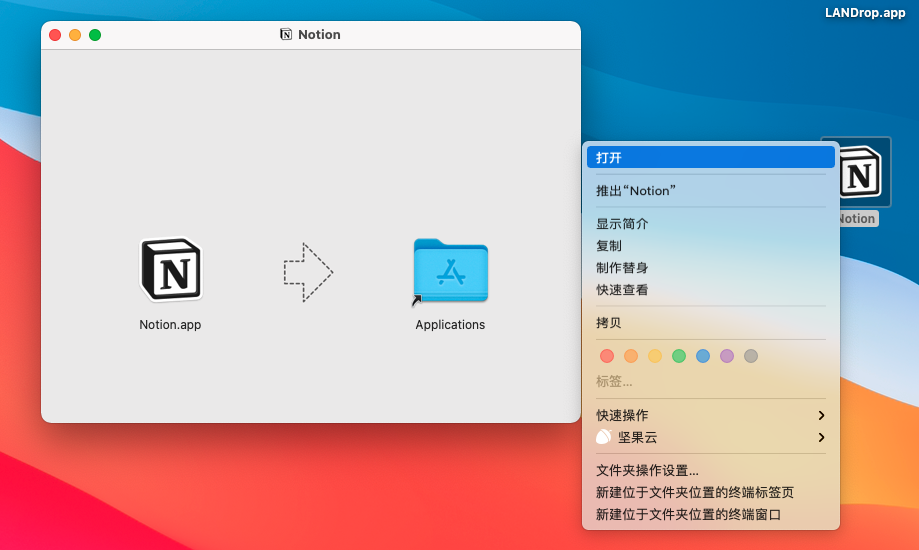 LANDrop.app
Notion
Notion.app
Applications
Notion
打开
推出“Notion”
显示简介
复制
制作替身
快速查看
拷贝
标签...
快速操作
坚果云
文件夹操作设置...
新建位于文件夹位置的终端标签页
新建位于文件夹位置的终端窗口